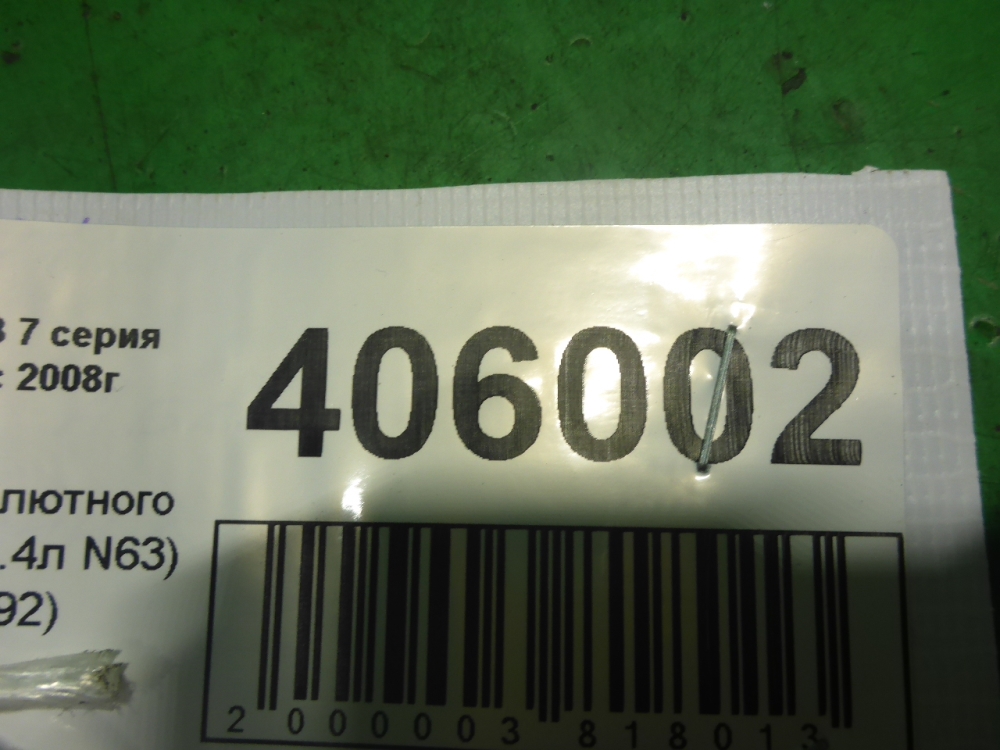 7 серия
406002
с 2008г
лютного
.4л N63)
92)
2 000003 818013